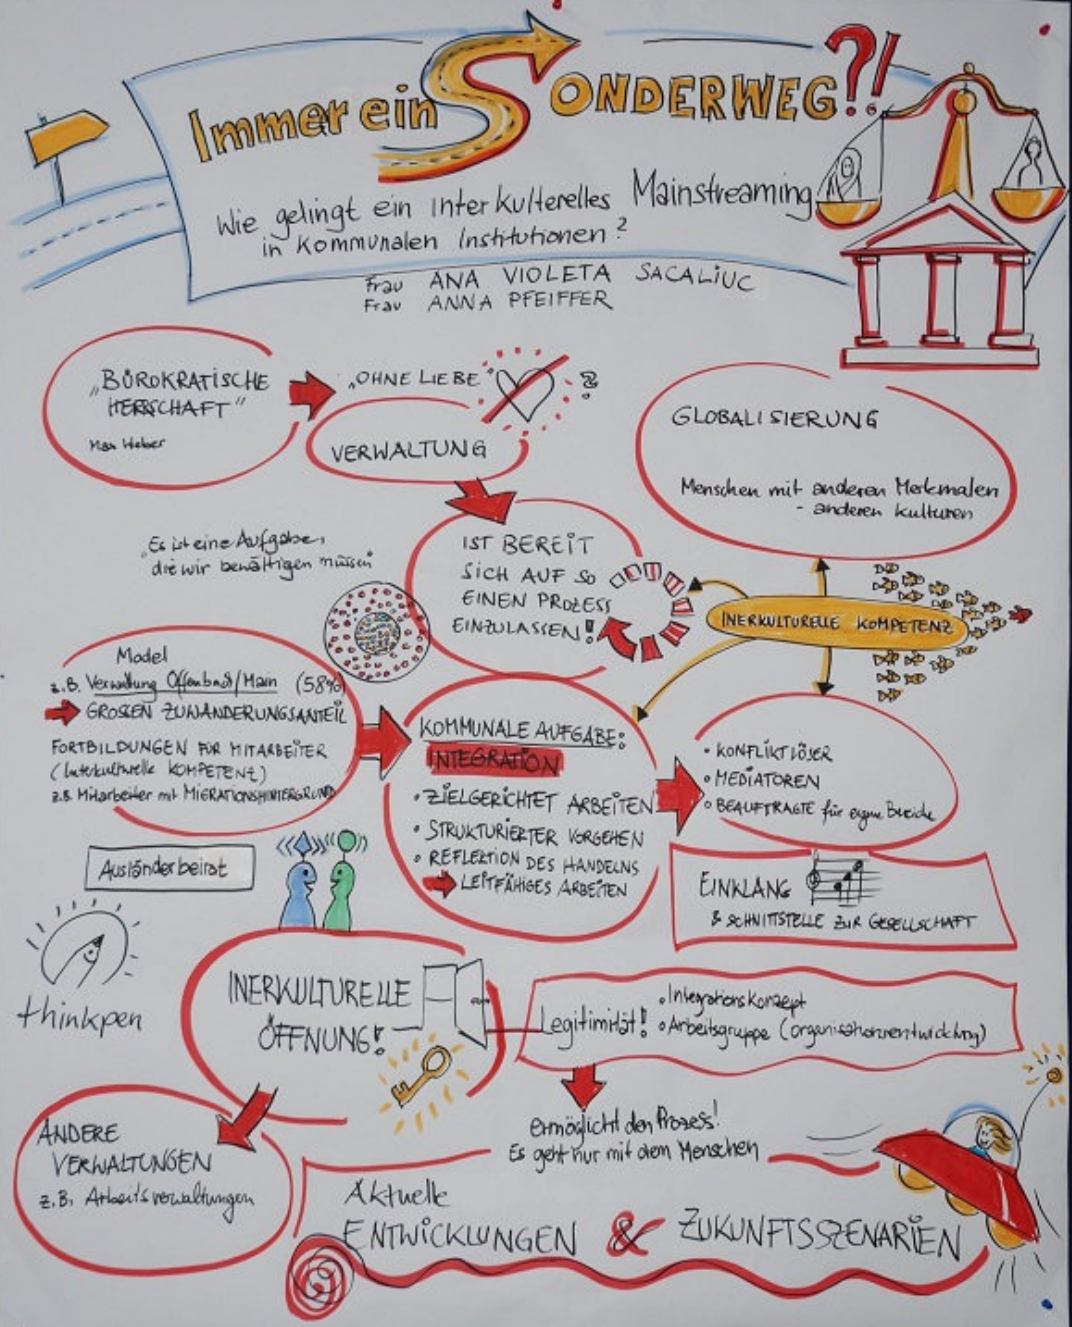 Immer ein SONDERWEG?!
Wie gelingt ein Interkulturelles Mainstreaming
in kommunalen Institutionen?
Frau ANA VIOLETA SACALIUC
Frau ANNA PFEIFFER
„BÜROKRATISCHE
HERRSCHAFT"
Max Weber
„OHNE LIEBE" ?
VERWALTUNG
GLOBALISIERUNG
Menschen mit anderen Merkmalen
- anderen Kulturen
„Es ist eine Aufgabe,
die wir bewältigen müssen"
IST BEREIT
SICH AUF SO
EINEN PROZESS
EINZULASSEN!
INERKULTURELLE KOMPETENZ
Model
z.B. Verwaltung Offenbach/Main (58%)
GROSSEN ZUWANDERUNGSANTEIL
FORTBILDUNGEN FÜR MITARBEITER
(Interkulturelle KOMPETENZ)
z.B. Mitarbeiter mit MIGRATIONSHINTERGRUND
KOMMUNALE AUFGABE:
INTEGRATION
• ZIELGERICHTET ARBEITEN
• STRUKTURIERTER VORGEHEN
• REFLEKTION DES HANDELNS
LEITFÄHIGES ARBEITEN
• KONFLIKTLÖSER
• MEDIATOREN
• BEAUFTRAGTE für eigene Bereiche
Ausländerbeirat
EINKLANG
& SCHNITTSTELLE ZUR GESELLSCHAFT
thinkpen
INERKULTURELLE
ÖFFNUNG!
Legitimität!
• Integrationskonzept
• Arbeitsgruppe (Organisationsentwicklung)
ermöglicht den Prozess!
Es geht nur mit dem Menschen
ANDERE
VERWALTUNGEN
z.B. Arbeitsverwaltungen
Aktuelle
ENTWICKLUNGEN & ZUKUNFTSSZENARIEN